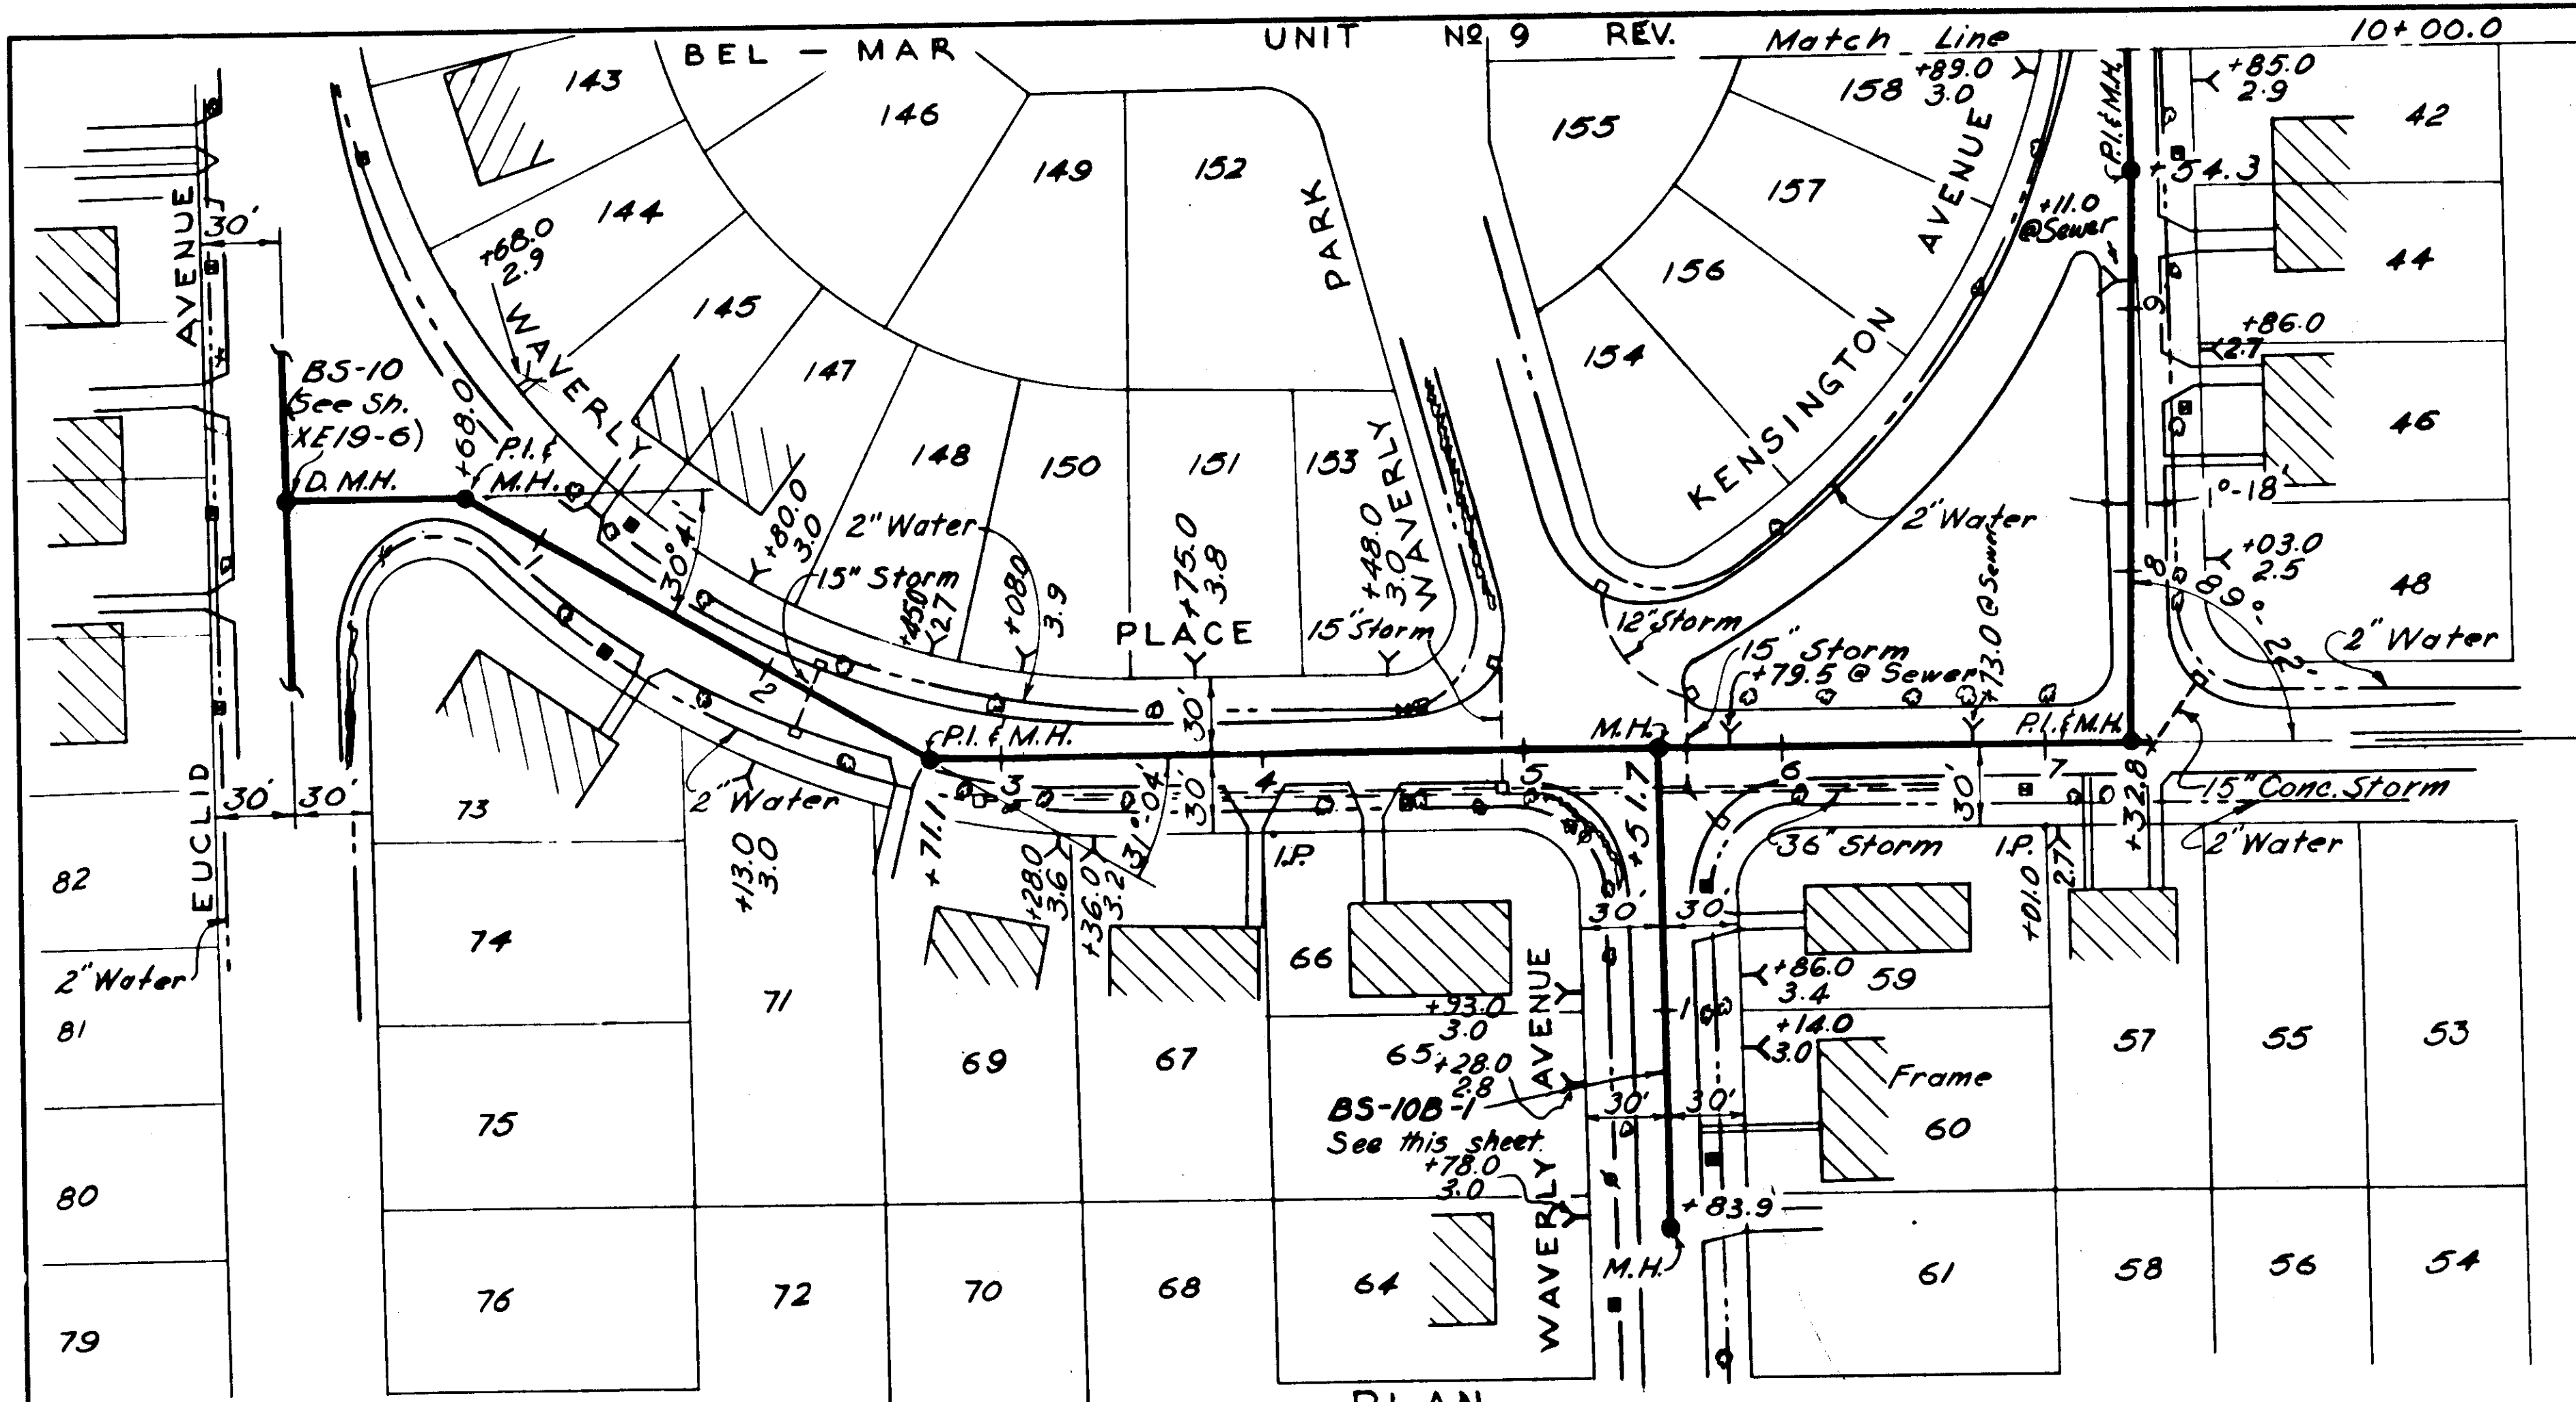 BEL - MAR UNIT Nº 9 REV. Match Line 10+00.0
143
146
149
152
155
158
+89.0
3.0
P.I. & M.H.
+85.0
2.9
42
+54.3
AVENUE
30'
144
+68.0
2.9
WAVERLY
145
147
PARK
157
156
154
AVENUE
KENSINGTON
+11.0
@Sewer
44
9
+86.0
2.7
46
BS-10
(See Sh.
XE19-6)
D. M.H.
+68.0
P.I. &
M.H.
1
30°41'
148
150
151
153
WAVERLY
2" Water
1°-18'
+80.0
3.0
2" Water
15" Storm
+45.0
2.7
+08.0
3.9
+75.0
3.8
+48.0
3.0
PLACE
15" Storm
12" Storm
15" Storm
+79.5 @ Sewer
+73.0 @ Sewer
8
+03.0
2.5
48
89°-22'
2" Water
2
30'
P.I. & M.H.
M.H.
P.I. & M.H.
3
4
5
6
7
EUCLID
30'
30'
73
2" Water
+13.0
3.0
+71.1
30'
31°-04'
+28.0
3.6
+36.0
3.2
I.P.
+51.7
36" Storm
30'
I.P.
+01.0
2.7
+32.8
15" Conc. Storm
2" Water
82
2" Water
81
74
71
69
67
66
30'
30'
+93.0
3.0
65
+28.0
2.8
BS-10B-1
See this sheet.
WAVERLY AVENUE
30'
30'
1
+86.0
3.4
59
+14.0
3.0
Frame
60
57
55
53
80
75
+78.0
3.0
+83.9
M.H.
79
76
72
70
68
64
61
58
56
54
PLAN